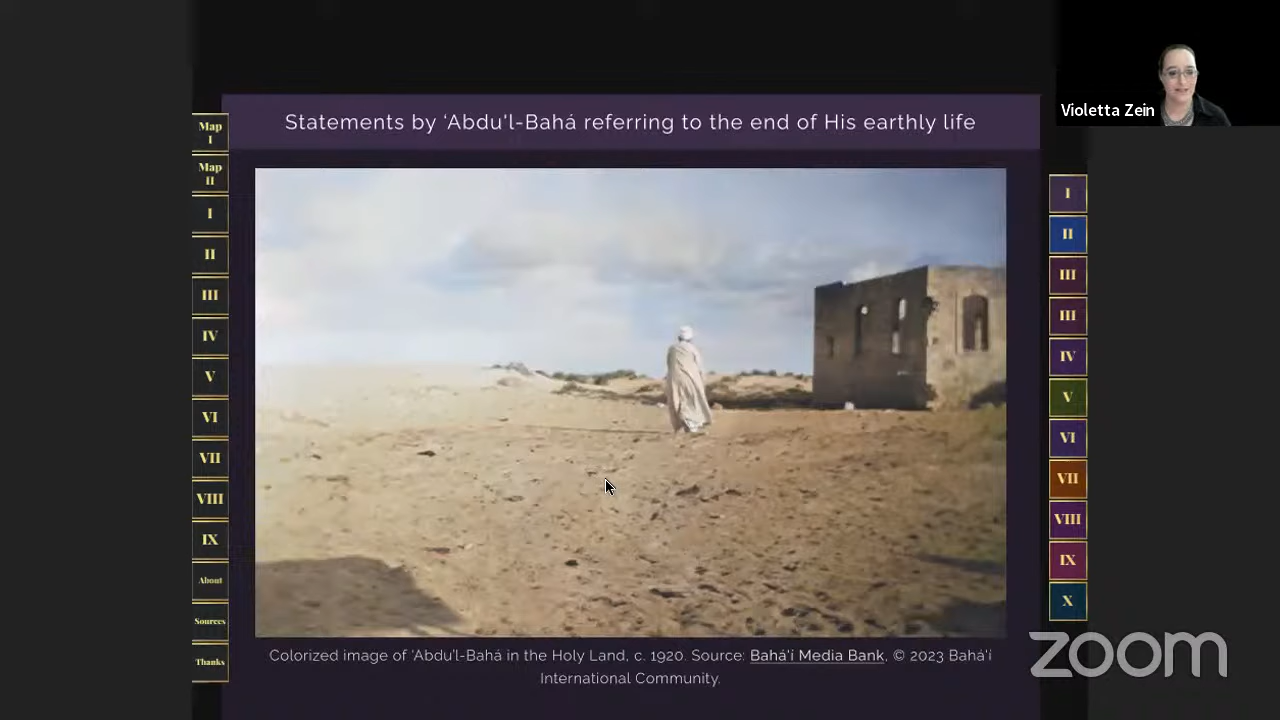 Statements by ‘Abdu'l-Bahá referring to the end of His earthly life
Violetta Zein
Map
I
Map
II
I
II
III
IV
V
VI
VII
VIII
IX
About
Sources
Thanks
I
II
III
III
IV
V
VI
VII
VIII
IX
X
Colorized image of ‘Abdu'l-Bahá in the Holy Land, c. 1920. Source: Bahá'í Media Bank, © 2023 Bahá'í
International Community.
zoom